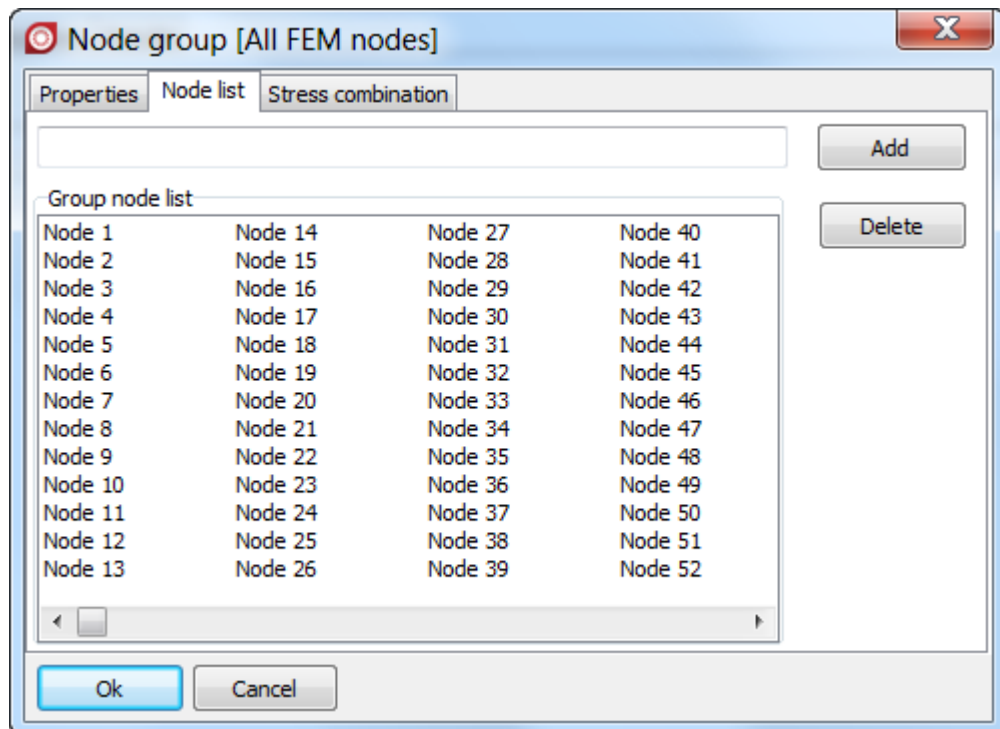 Node group [All FEM nodes]
Properties Node list Stress combination
Add
Group node list
Delete
Node 1 Node 14 Node 27 Node 40
Node 2 Node 15 Node 28 Node 41
Node 3 Node 16 Node 29 Node 42
Node 4 Node 17 Node 30 Node 43
Node 5 Node 18 Node 31 Node 44
Node 6 Node 19 Node 32 Node 45
Node 7 Node 20 Node 33 Node 46
Node 8 Node 21 Node 34 Node 47
Node 9 Node 22 Node 35 Node 48
Node 10 Node 23 Node 36 Node 49
Node 11 Node 24 Node 37 Node 50
Node 12 Node 25 Node 38 Node 51
Node 13 Node 26 Node 39 Node 52
Ok Cancel